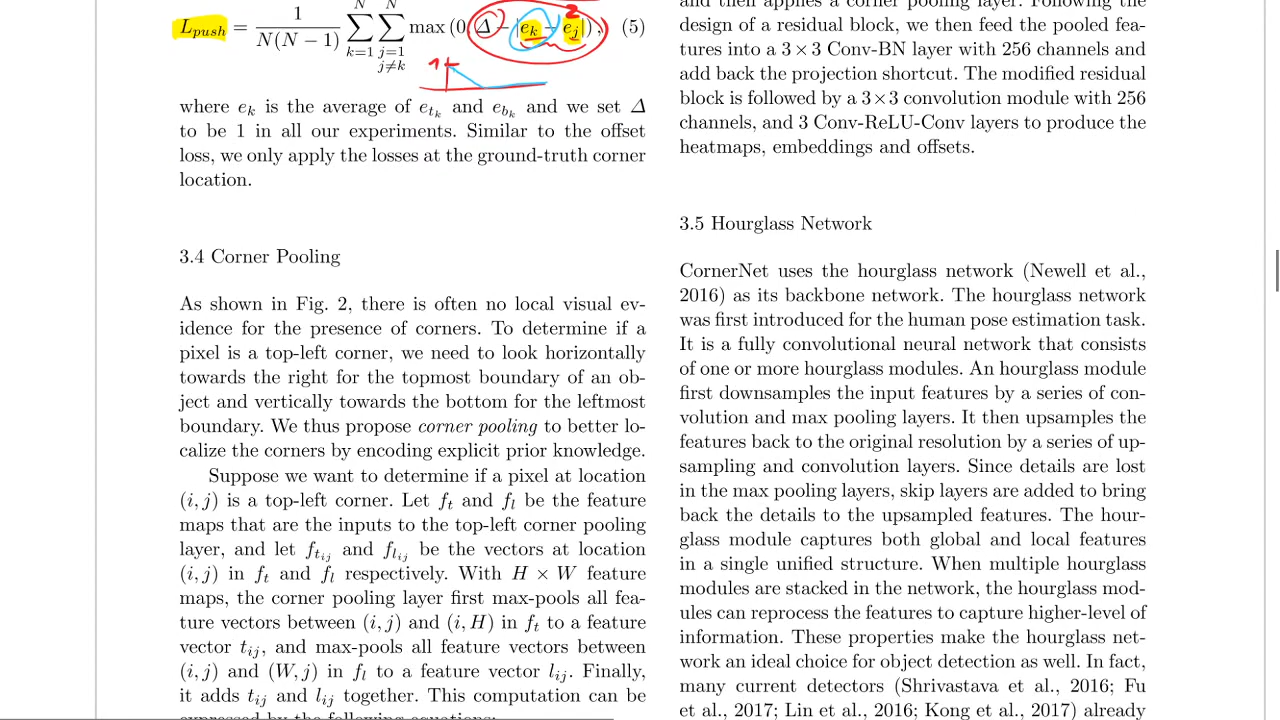 L_push = 1/N(N − 1) ∑_{k=1}^{N} ∑_{j=1, j≠k}^{N} max (0, Δ − |e_k − e_j|) , (5)
where e_k is the average of e_{t_k} and e_{b_k} and we set Δ
to be 1 in all our experiments. Similar to the offset
loss, we only apply the losses at the ground-truth corner
location.
3.4 Corner Pooling
As shown in Fig. 2, there is often no local visual ev-
idence for the presence of corners. To determine if a
pixel is a top-left corner, we need to look horizontally
towards the right for the topmost boundary of an ob-
ject and vertically towards the bottom for the leftmost
boundary. We thus propose corner pooling to better lo-
calize the corners by encoding explicit prior knowledge.
Suppose we want to determine if a pixel at location
(i, j) is a top-left corner. Let f_t and f_l be the feature
maps that are the inputs to the top-left corner pooling
layer, and let f_{t_{ij}} and f_{l_{ij}} be the vectors at location
(i, j) in f_t and f_l respectively. With H × W feature
maps, the corner pooling layer first max-pools all fea-
ture vectors between (i, j) and (i, H) in f_t to a feature
vector t_{ij}, and max-pools all feature vectors between
(i, j) and (W, j) in f_l to a feature vector l_{ij}. Finally,
it adds t_{ij} and l_{ij} together. This computation can be
expressed by the following equations:
and then applies a corner pooling layer. Following the
design of a residual block, we then feed the pooled fea-
tures into a 3 × 3 Conv-BN layer with 256 channels and
add back the projection shortcut. The modified residual
block is followed by a 3×3 convolution module with 256
channels, and 3 Conv-ReLU-Conv layers to produce the
heatmaps, embeddings and offsets.
3.5 Hourglass Network
CornerNet uses the hourglass network (Newell et al.,
2016) as its backbone network. The hourglass network
was first introduced for the human pose estimation task.
It is a fully convolutional neural network that consists
of one or more hourglass modules. An hourglass module
first downsamples the input features by a series of con-
volution and max pooling layers. It then upsamples the
features back to the original resolution by a series of up-
sampling and convolution layers. Since details are lost
in the max pooling layers, skip layers are added to bring
back the details to the upsampled features. The hour-
glass module captures both global and local features
in a single unified structure. When multiple hourglass
modules are stacked in the network, the hourglass mod-
ules can reprocess the features to capture higher-level of
information. These properties make the hourglass net-
work an ideal choice for object detection as well. In fact,
many current detectors (Shrivastava et al., 2016; Fu
et al., 2017; Lin et al., 2016; Kong et al., 2017) already